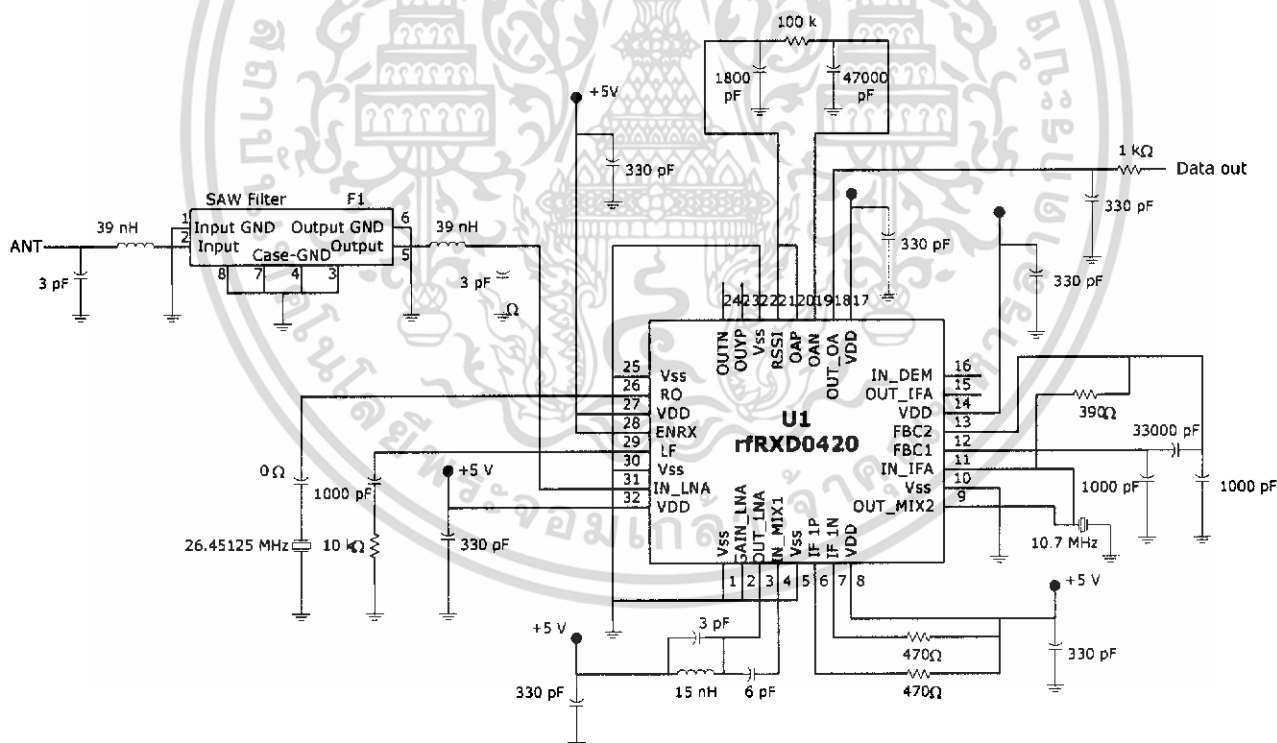 100 k
1800 pF
47000 pF
+5V
330 pF
1 kΩ
Data out
330 pF
330 pF
330 pF
SAW Filter F1
39 nH
1 Input GND Output GND 6
2 Input Output 5
Case-GND
8 7 4 3
39 nH
ANT
3 pF
3 pF
Ω
24 23 22 21 20 19 18 17
OUTN
OUYP
Vss
RSSI
OAP
OAN
OUT_OA
VDD
25 Vss
26 RO
27 VDD
28 ENRX
29 LF
30 Vss
31 IN_LNA
32 VDD
U1
rfRXD0420
IN_DEM 16
OUT_IFA 15
VDD 14
FBC2 13
FBC1 12
IN_IFA 11
Vss 10
OUT_MIX2 9
Vss
GAIN_LNA
OUT_LNA
IN_MIX1
Vss
IF 1P
IF 1N
VDD
1 2 3 4 5 6 7 8
0 Ω
1000 pF
+5 V
26.45125 MHz
10 kΩ
330 pF
390Ω
33000 pF
1000 pF
1000 pF
10.7 MHz
+5 V
330 pF
470Ω
470Ω
+5 V
3 pF
330 pF
15 nH
6 pF